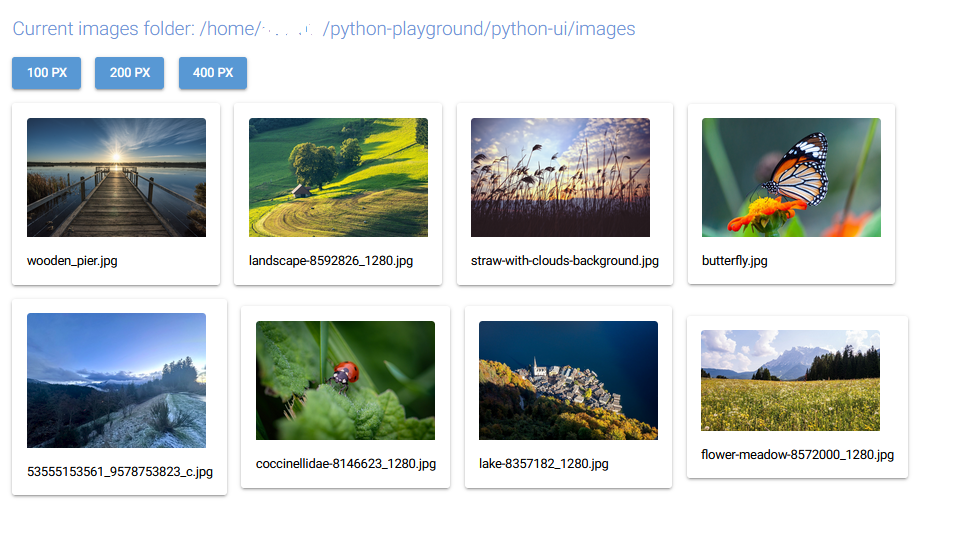 Current images folder: /home/ /python-playground/python-ui/images
100 PX 200 PX 400 PX
wooden_pier.jpg landscape-8592826_1280.jpg straw-with-clouds-background.jpg butterfly.jpg
53555153561_9578753823_c.jpg coccinellidae-8146623_1280.jpg lake-8357182_1280.jpg flower-meadow-8572000_1280.jpg